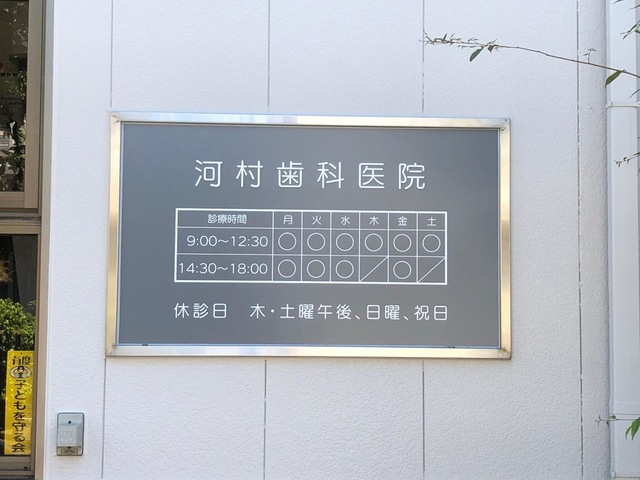 河村歯科医院
診療時間 月 火 水 木 金 土
9:00〜12:30 ○ ○ ○ ○ ○ ○
14:30〜18:00 ○ ○ ○ ／ ○ ／
休診日 木・土曜午後、日曜、祝日
子どもを守る会